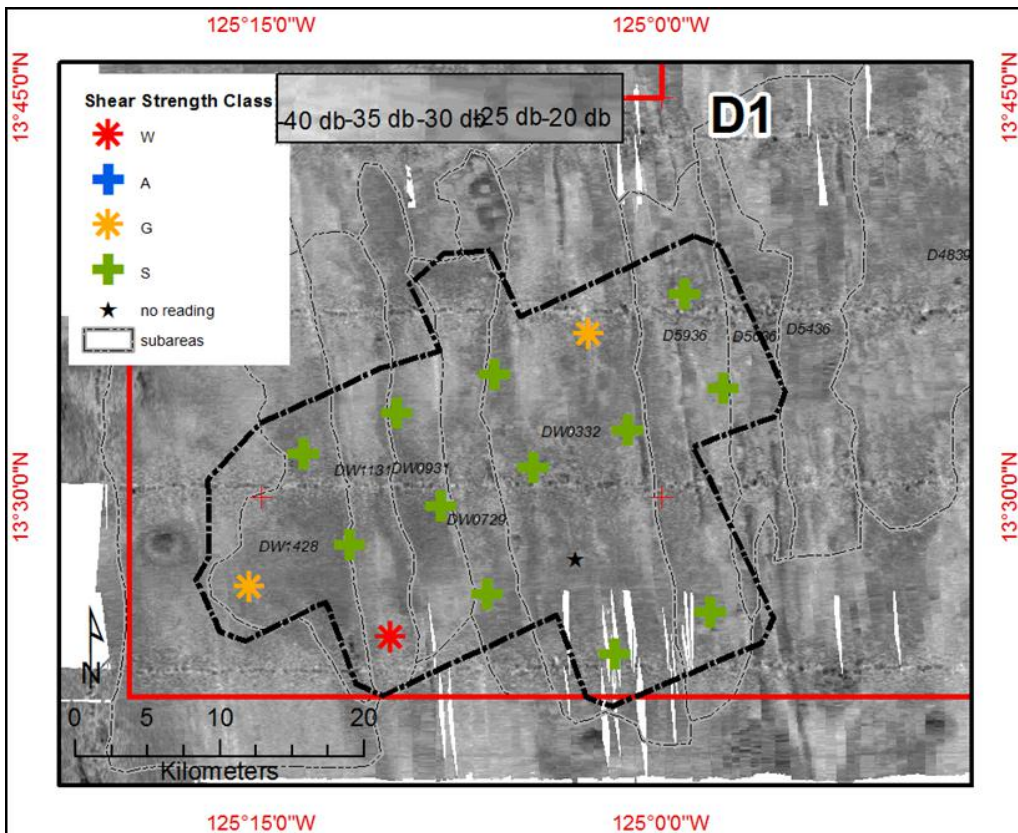 125°15'0"W 125°0'0"W
13°45'0"N 13°45'0"N
Shear Strength Class
W
A
G
S
no reading
subareas
-40 db -35 db -30 db -25 db -20 db
D1
D4839
D5936 D5436
DW0332
DW1131 DW0931
DW0729
DW1428
13°30'0"N 13°30'0"N
N
0 5 10 20
Kilometers
125°15'0"W 125°0'0"W